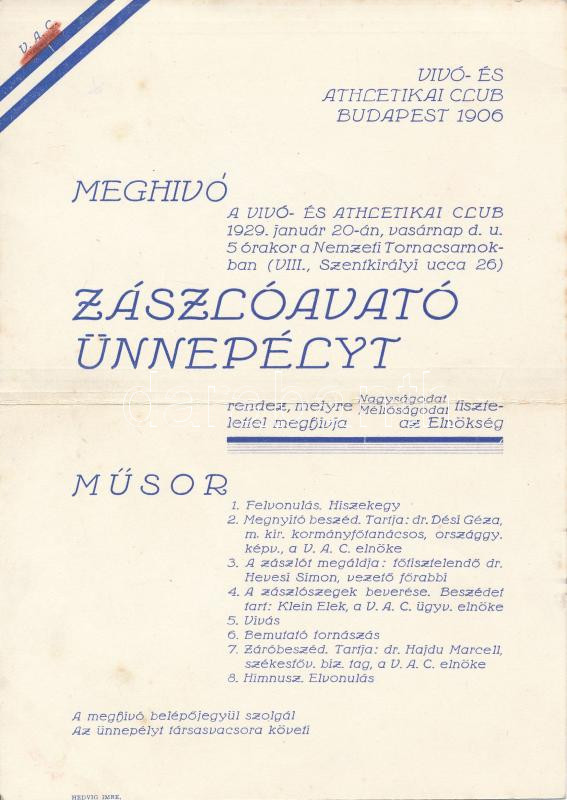 V. A. C.
VIVÓ- ÉS
ATHLETIKAI CLUB
BUDAPEST 1906
MEGHIVÓ
A VIVÓ- ÉS ATHLETIKAI CLUB
1929. január 20-án, vasárnap d. u.
5 órakor a Nemzeti Tornacsarnok-
ban (VIII., Szentkirályi ucca 26)
ZÁSZLÓAVATÓ
ÜNNEPÉLYT
rendez, melyre Nagyságodat Méltóságodat tiszte-
lettel meghivja az Elnökség
MŰSOR
1. Felvonulás. Hiszekegy
2. Megnyitó beszéd. Tartja: dr. Dési Géza,
m. kir. kormányfőtanácsos, országgy.
képv., a V. A. C. elnöke
3. A zászlót megáldja: főtisztelendő dr.
Hevesi Simon, vezető főrabbi
4. A zászlószegek beverése. Beszédet
tart: Klein Elek, a V. A. C. ügyv. elnöke
5. Vivás
6. Bemutató tornászás
7. Záróbeszéd. Tartja: dr. Hajdu Marcell,
székesföv. biz. tag, a V. A. C. elnöke
8. Himnusz. Elvonulás
A meghivó belépőjegyül szolgál
Az ünnepélyt társasvacsora követi
HEDVIG IMRE.